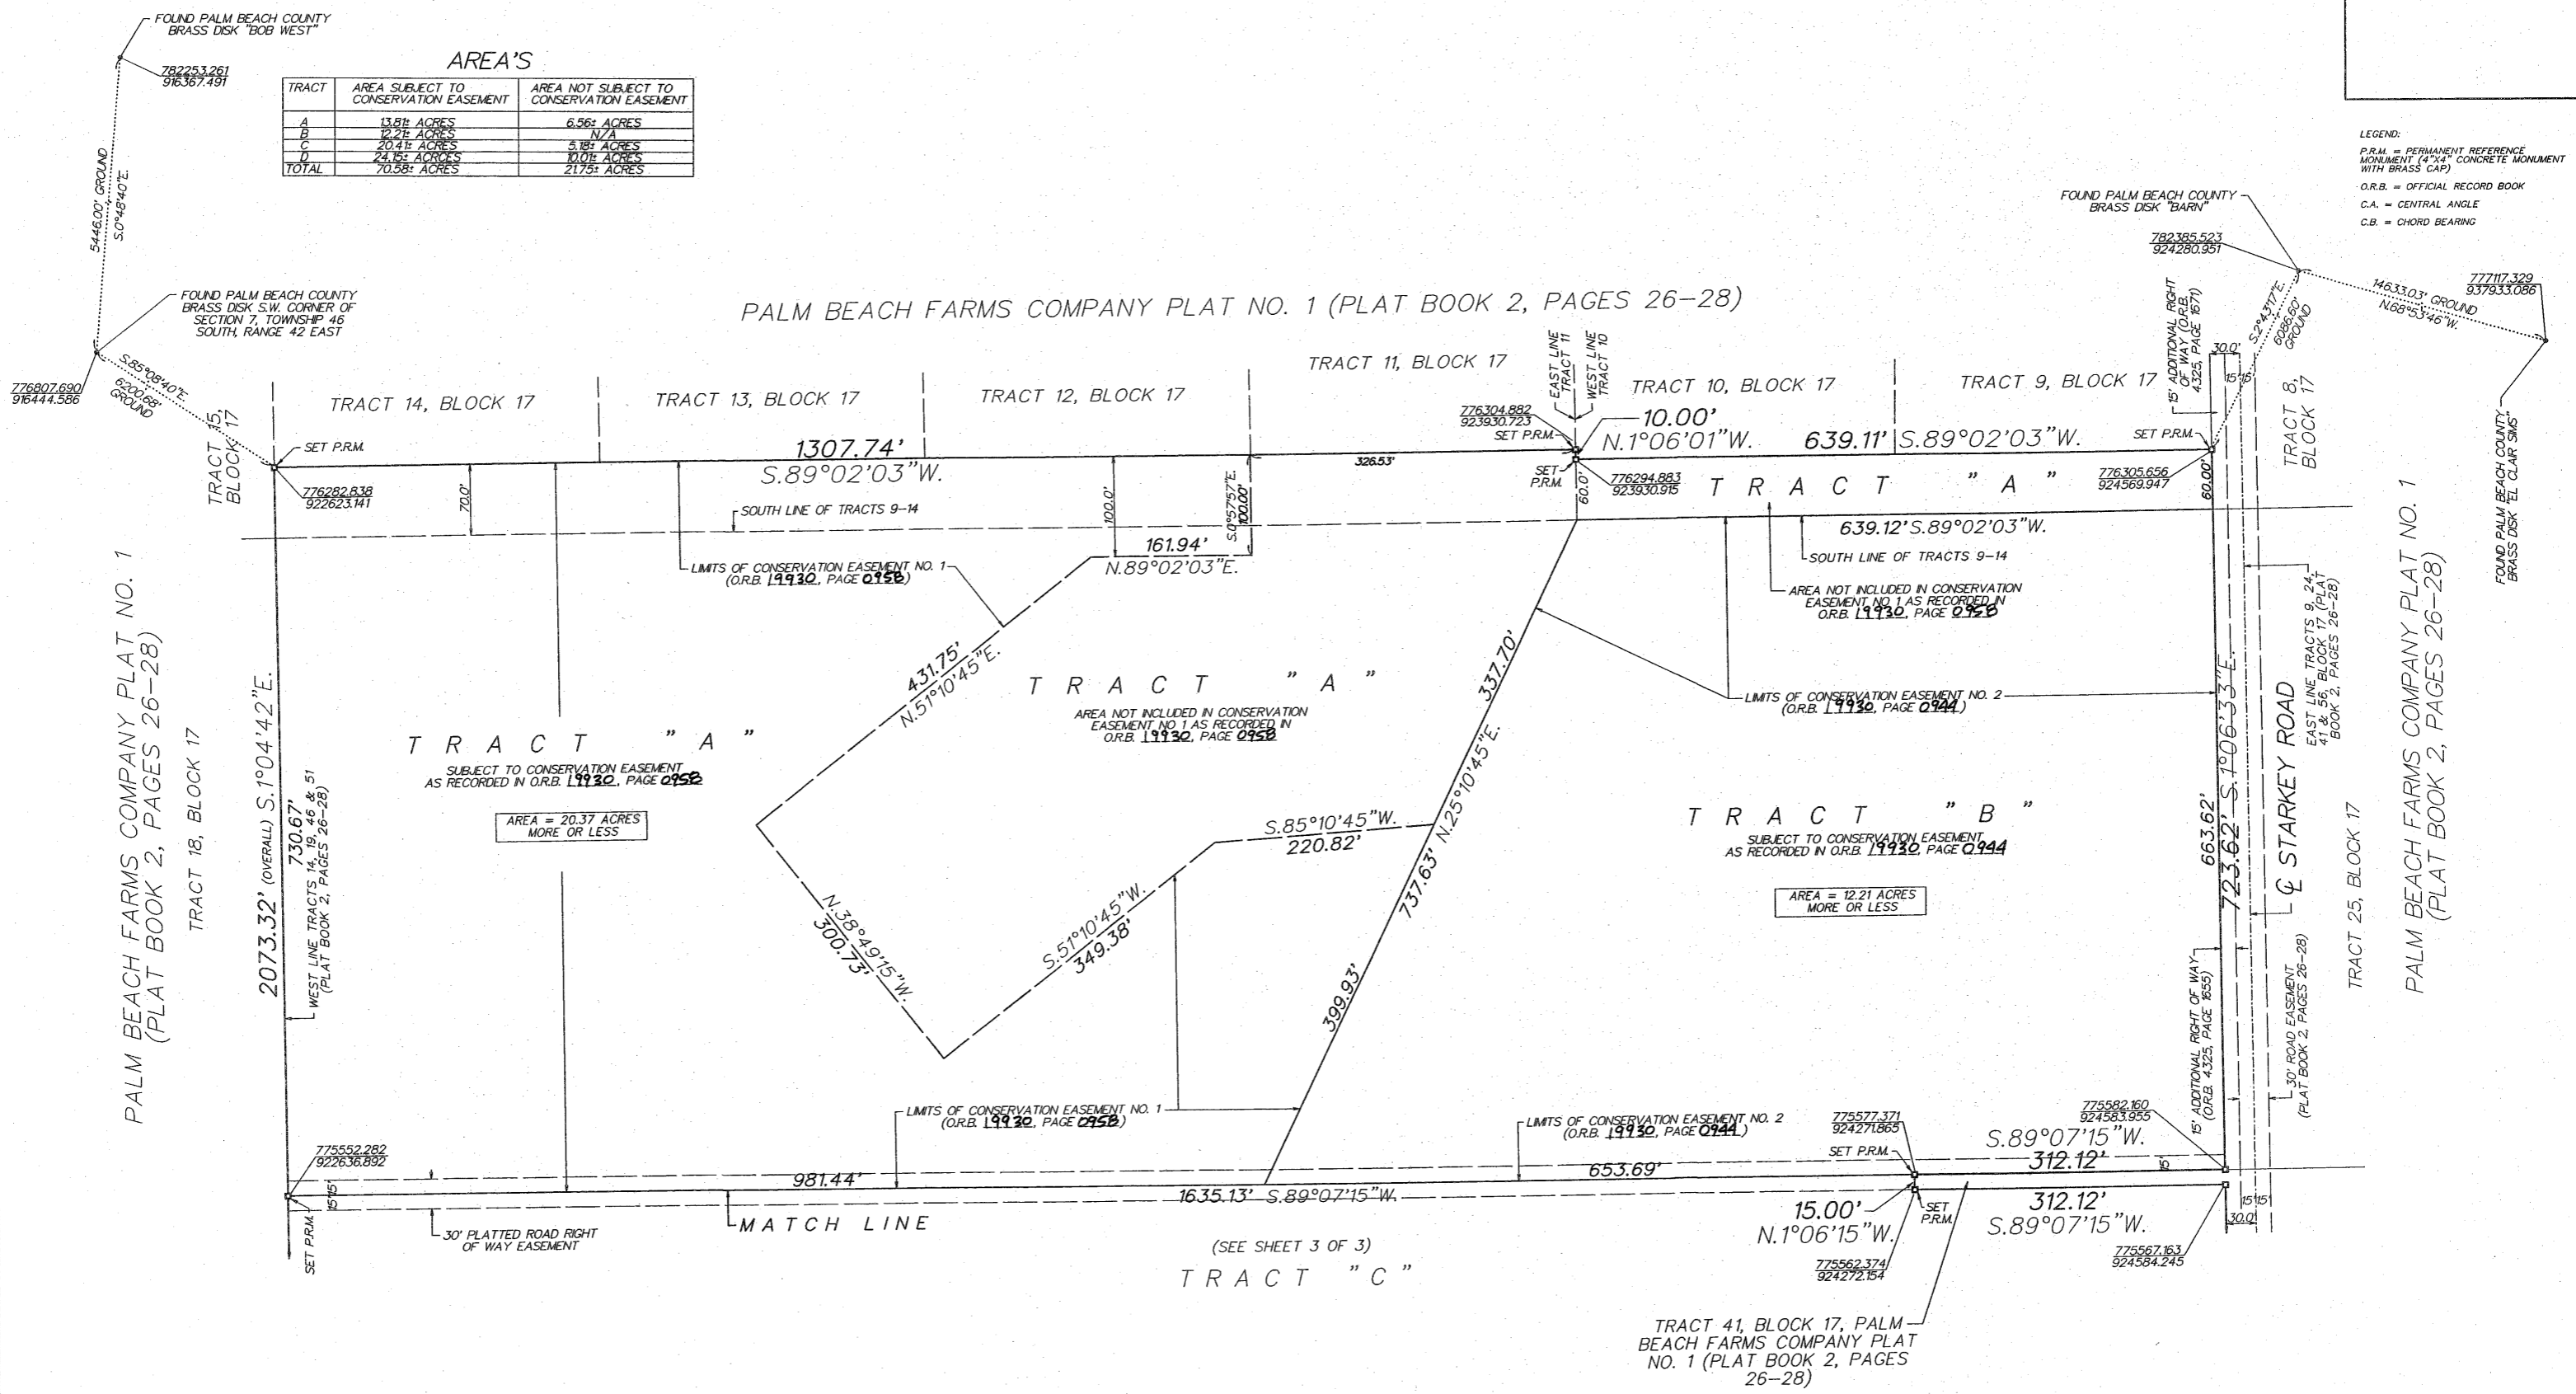 FOUND PALM BEACH COUNTY
BRASS DISK "BOB WEST"
782253.261
916367.491
5446.00' GROUND
S.0°48'40"E.
AREA'S
TRACT
AREA SUBJECT TO
CONSERVATION EASEMENT
AREA NOT SUBJECT TO
CONSERVATION EASEMENT
A 13.81± ACRES 6.56± ACRES
B 12.21± ACRES N/A
C 20.41± ACRES 5.18± ACRES
D 24.15± ACRCES 10.01± ACRES
TOTAL 70.58± ACRES 21.75± ACRES
LEGEND:
P.R.M. = PERMANENT REFERENCE
MONUMENT (4"X4" CONCRETE MONUMENT
WITH BRASS CAP)
O.R.B. = OFFICIAL RECORD BOOK
C.A. = CENTRAL ANGLE
C.B. = CHORD BEARING
FOUND PALM BEACH COUNTY
BRASS DISK "BARN"
782385.523
924280.951
777117.329
937933.086
14633.03' GROUND
N.68°53'46"W.
S.2°43'17"E.
6086.60'
GROUND
FOUND PALM BEACH COUNTY
BRASS DISK "EL CLAIR SIMS"
FOUND PALM BEACH COUNTY
BRASS DISK S.W. CORNER OF
SECTION 7, TOWNSHIP 46
SOUTH, RANGE 42 EAST
776807.690
916444.586
S.85°08'40"E.
6200.68'
GROUND
PALM BEACH FARMS COMPANY PLAT NO. 1 (PLAT BOOK 2, PAGES 26-28)
TRACT 15,
BLOCK 17
TRACT 14, BLOCK 17
TRACT 13, BLOCK 17
TRACT 12, BLOCK 17
TRACT 11, BLOCK 17
EAST LINE
TRACT 11
WEST LINE
TRACT 10
TRACT 10, BLOCK 17
TRACT 9, BLOCK 17
15' ADDITIONAL RIGHT
OF WAY (O.R.B.
4325, PAGE 1671)
30.0'
15' 15'
TRACT 8,
BLOCK 17
SET P.R.M.
776282.838
922623.141
1307.74'
S.89°02'03"W.
70.0'
SOUTH LINE OF TRACTS 9-14
100.0'
S.0°57'57"E.
100.00'
326.53'
776304.882
923930.723
SET P.R.M.
10.00'
N.1°06'01"W.
639.11'
S.89°02'03"W.
SET P.R.M.
SET
P.R.M.
60.0'
776294.883
923930.915
TRACT "A"
776305.656
924569.947
60.00'
639.12' S.89°02'03"W.
SOUTH LINE OF TRACTS 9-14
161.94'
N.89°02'03"E.
LIMITS OF CONSERVATION EASEMENT NO. 1
(O.R.B. 19930, PAGE 0958)
AREA NOT INCLUDED IN CONSERVATION
EASEMENT NO 1 AS RECORDED IN
O.R.B. 19930, PAGE 0958
PALM BEACH FARMS COMPANY PLAT NO. 1
(PLAT BOOK 2, PAGES 26-28)
TRACT 18, BLOCK 17
2073.32' (OVERALL) S.1°04'42"E.
730.67'
WEST LINE TRACTS 14, 19, 46 & 51
(PLAT BOOK 2, PAGES 26-28)
TRACT "A"
SUBJECT TO CONSERVATION EASEMENT
AS RECORDED IN O.R.B. 19930, PAGE 0958
AREA = 20.37 ACRES
MORE OR LESS
431.75'
N.51°10'45"E.
TRACT "A"
AREA NOT INCLUDED IN CONSERVATION
EASEMENT NO 1 AS RECORDED IN
O.R.B. 19930, PAGE 0958
N.38°49'15"W.
300.73'
S.51°10'45"W.
349.38'
S.85°10'45"W.
220.82'
337.70'
737.63' N.25°10'45"E.
399.93'
LIMITS OF CONSERVATION EASEMENT NO. 2
(O.R.B. 19930, PAGE 0944)
TRACT "B"
SUBJECT TO CONSERVATION EASEMENT
AS RECORDED IN O.R.B. 19930, PAGE 0944
AREA = 12.21 ACRES
MORE OR LESS
663.62'
723.62' S.1°06'33"E.
℄ STARKEY ROAD
EAST LINE TRACTS 9, 24,
41 & 56, BLOCK 17 (PLAT
BOOK 2, PAGES 26-28)
TRACT 25, BLOCK 17
PALM BEACH FARMS COMPANY PLAT NO. 1
(PLAT BOOK 2, PAGES 26-28)
15' ADDITIONAL RIGHT OF WAY
(O.R.B. 4325, PAGE 1655)
30' ROAD EASEMENT
(PLAT BOOK 2, PAGES 26-28)
LIMITS OF CONSERVATION EASEMENT NO. 1
(O.R.B. 19930, PAGE 0958)
LIMITS OF CONSERVATION EASEMENT NO. 2
(O.R.B. 19930, PAGE 0944)
775577.371
924271.865
SET P.R.M.
775582.160
924583.955
S.89°07'15"W.
312.12'
15'
775552.282
922636.892
15' 15'
SET P.R.M.
981.44'
653.69'
1635.13' S.89°07'15"W.
30' PLATTED ROAD RIGHT
OF WAY EASEMENT
MATCH LINE
(SEE SHEET 3 OF 3)
TRACT "C"
15.00'
N.1°06'15"W.
SET
P.R.M.
312.12'
S.89°07'15"W.
15' 15'
30.0'
775562.374
924272.154
775567.163
924584.245
TRACT 41, BLOCK 17, PALM
BEACH FARMS COMPANY PLAT
NO. 1 (PLAT BOOK 2, PAGES
26-28)